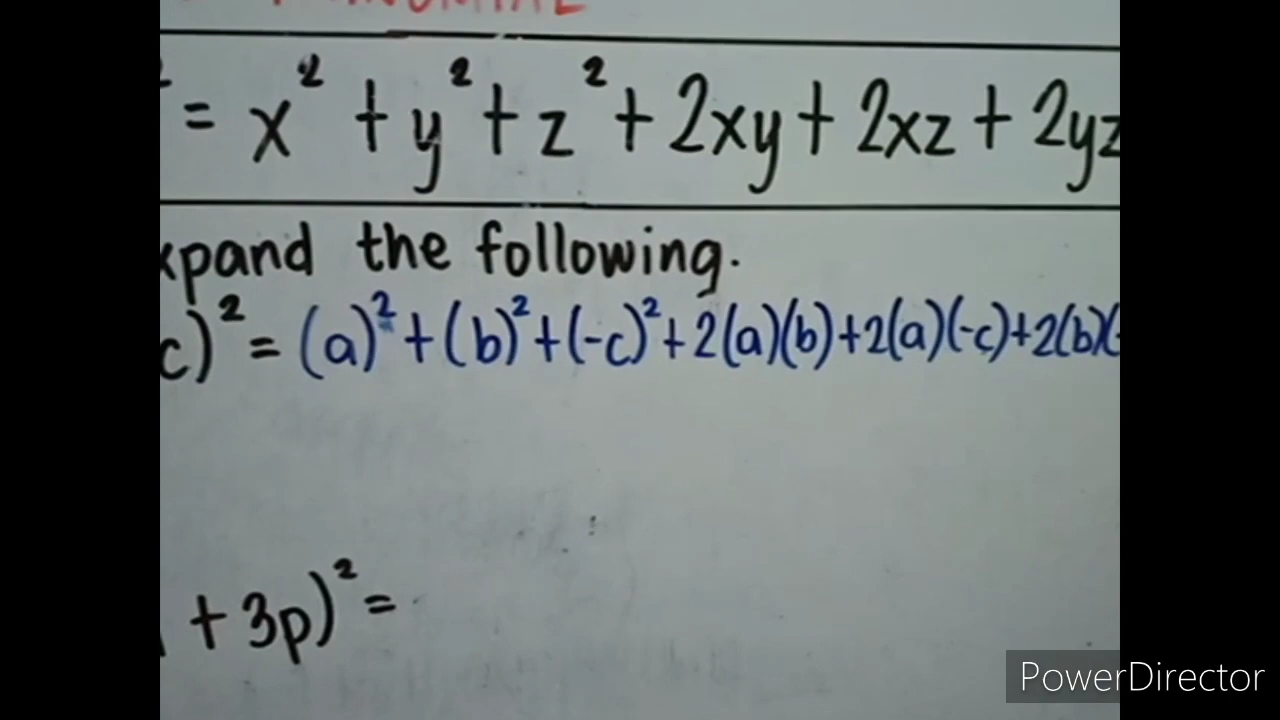 ² = x² + y² + z² + 2xy + 2xz + 2yz
xpand the following.
c)² = (a)² + (b)² + (-c)² + 2(a)(b) + 2(a)(-c) + 2(b)(-
+ 3p)² =
PowerDirector